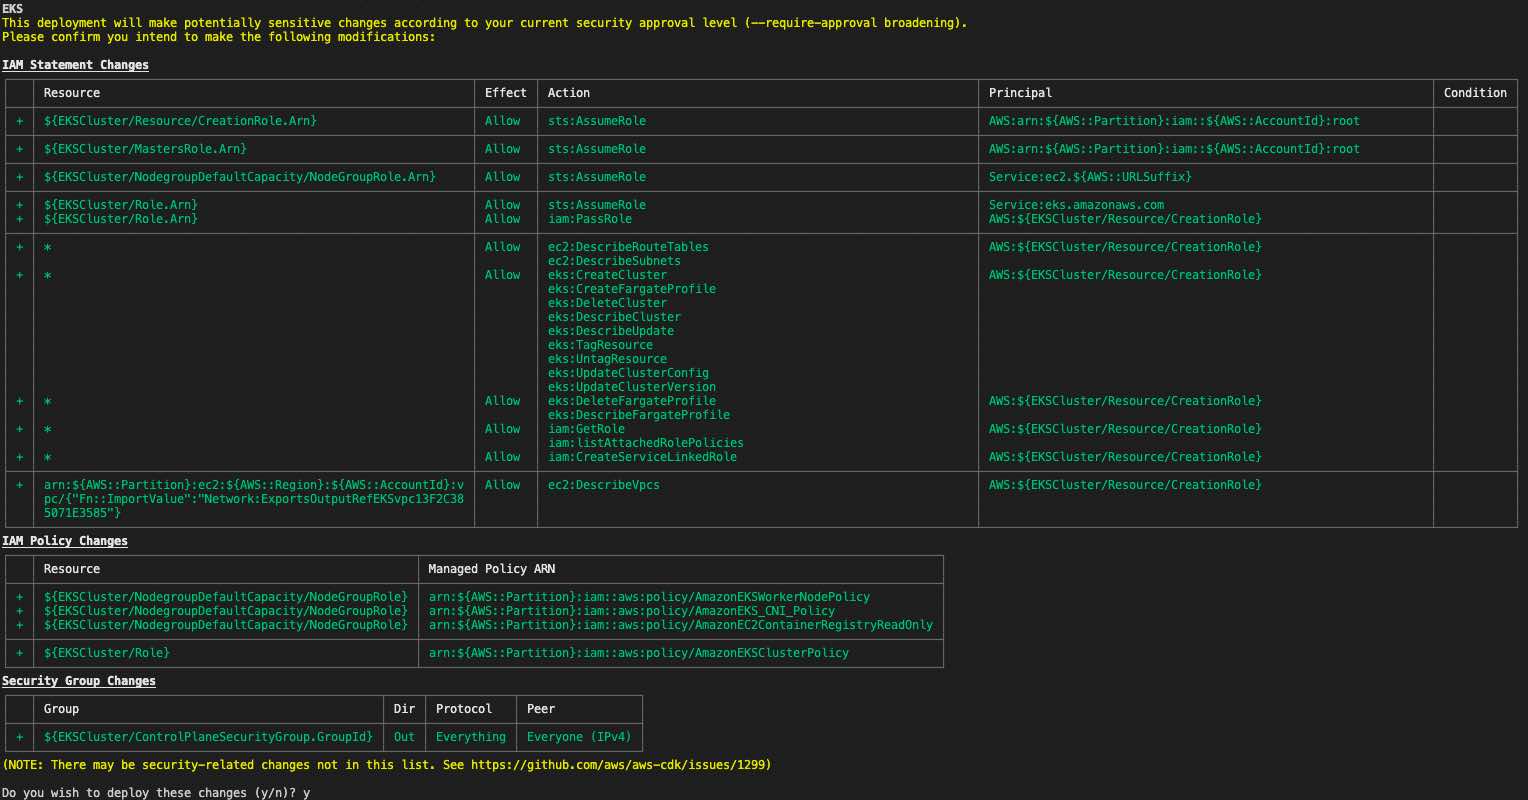 EKS
This deployment will make potentially sensitive changes according to your current security approval level (--require-approval broadening).
Please confirm you intend to make the following modifications:
IAM Statement Changes
Resource Effect Action Principal Condition
+ ${EKSCluster/Resource/CreationRole.Arn} Allow sts:AssumeRole AWS:arn:${AWS::Partition}:iam::${AWS::AccountId}:root
+ ${EKSCluster/MastersRole.Arn} Allow sts:AssumeRole AWS:arn:${AWS::Partition}:iam::${AWS::AccountId}:root
+ ${EKSCluster/NodegroupDefaultCapacity/NodeGroupRole.Arn} Allow sts:AssumeRole Service:ec2.${AWS::URLSuffix}
+ ${EKSCluster/Role.Arn} Allow sts:AssumeRole Service:eks.amazonaws.com
+ ${EKSCluster/Role.Arn} Allow iam:PassRole AWS:${EKSCluster/Resource/CreationRole}
+ * Allow ec2:DescribeRouteTables AWS:${EKSCluster/Resource/CreationRole}
ec2:DescribeSubnets
+ * Allow eks:CreateCluster AWS:${EKSCluster/Resource/CreationRole}
eks:CreateFargateProfile
eks:DeleteCluster
eks:DescribeCluster
eks:DescribeUpdate
eks:TagResource
eks:UntagResource
eks:UpdateClusterConfig
eks:UpdateClusterVersion
+ * Allow eks:DeleteFargateProfile AWS:${EKSCluster/Resource/CreationRole}
eks:DescribeFargateProfile
+ * Allow iam:GetRole AWS:${EKSCluster/Resource/CreationRole}
iam:listAttachedRolePolicies
+ * Allow iam:CreateServiceLinkedRole AWS:${EKSCluster/Resource/CreationRole}
+ arn:${AWS::Partition}:ec2:${AWS::Region}:${AWS::AccountId}:v Allow ec2:DescribeVpcs AWS:${EKSCluster/Resource/CreationRole}
pc/{"Fn::ImportValue":"Network:ExportsOutputRefEKSvpc13F2C38
5071E3585"}
IAM Policy Changes
Resource Managed Policy ARN
+ ${EKSCluster/NodegroupDefaultCapacity/NodeGroupRole} arn:${AWS::Partition}:iam::aws:policy/AmazonEKSWorkerNodePolicy
+ ${EKSCluster/NodegroupDefaultCapacity/NodeGroupRole} arn:${AWS::Partition}:iam::aws:policy/AmazonEKS_CNI_Policy
+ ${EKSCluster/NodegroupDefaultCapacity/NodeGroupRole} arn:${AWS::Partition}:iam::aws:policy/AmazonEC2ContainerRegistryReadOnly
+ ${EKSCluster/Role} arn:${AWS::Partition}:iam::aws:policy/AmazonEKSClusterPolicy
Security Group Changes
Group Dir Protocol Peer
+ ${EKSCluster/ControlPlaneSecurityGroup.GroupId} Out Everything Everyone (IPv4)
(NOTE: There may be security-related changes not in this list. See https://github.com/aws/aws-cdk/issues/1299)
Do you wish to deploy these changes (y/n)? y